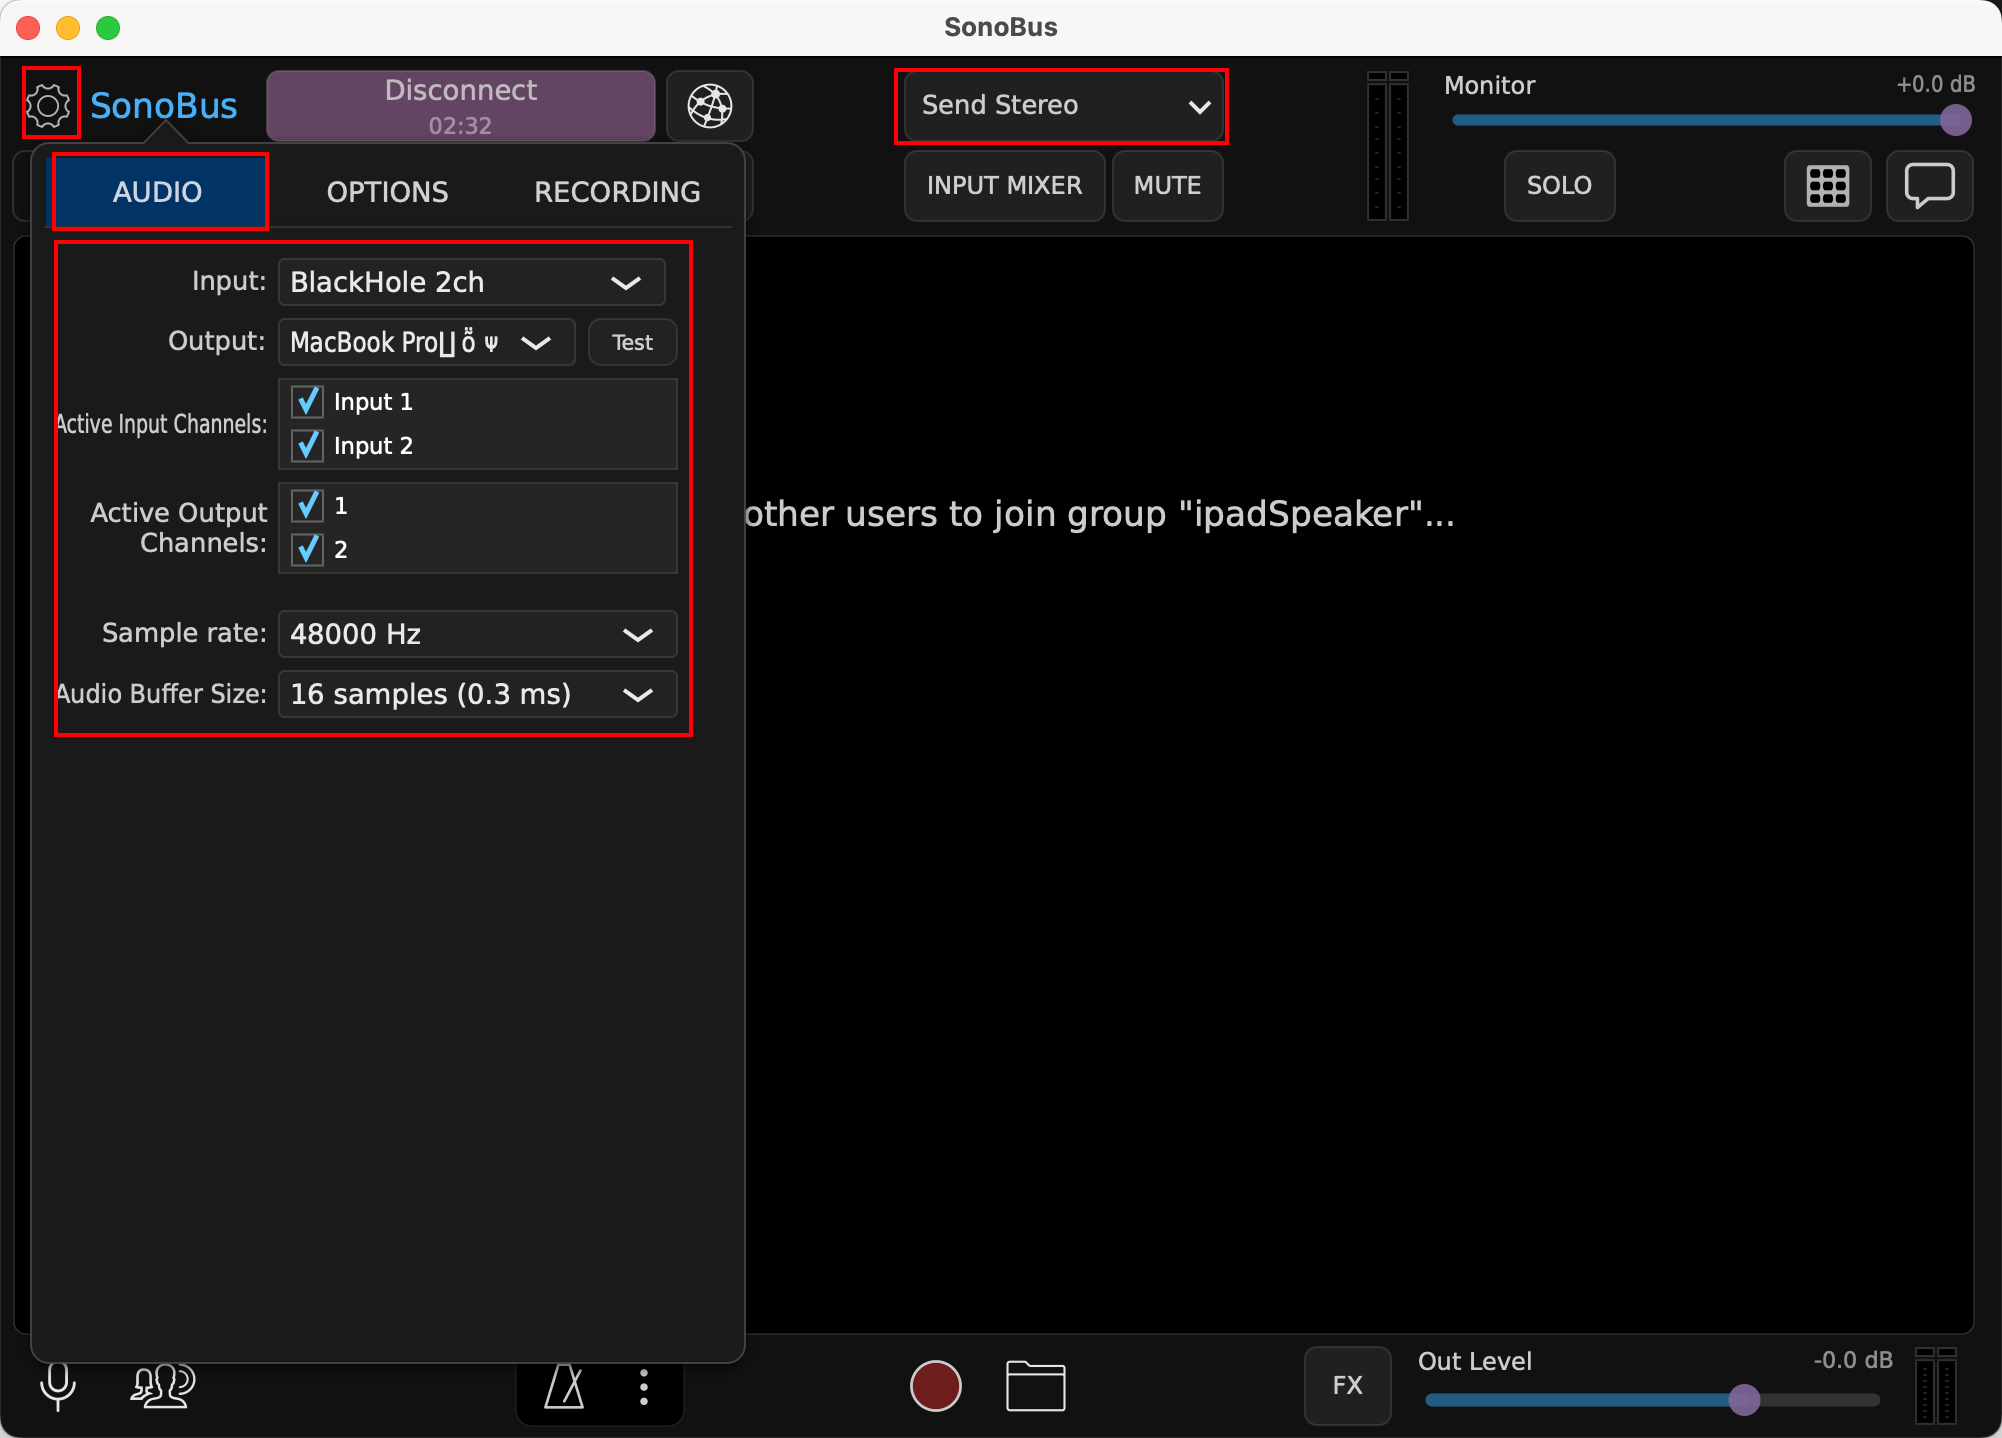 SonoBus
SonoBus
Disconnect
02:32
Send Stereo
Monitor
+0.0 dB
INPUT MIXER
MUTE
SOLO
AUDIO
OPTIONS
RECORDING
Input:
BlackHole 2ch
Output:
MacBook Pro
Test
Active Input Channels:
Input 1
Input 2
Active Output
Channels:
1
2
other users to join group "ipadSpeaker"...
Sample rate:
48000 Hz
Audio Buffer Size:
16 samples (0.3 ms)
FX
Out Level
-0.0 dB